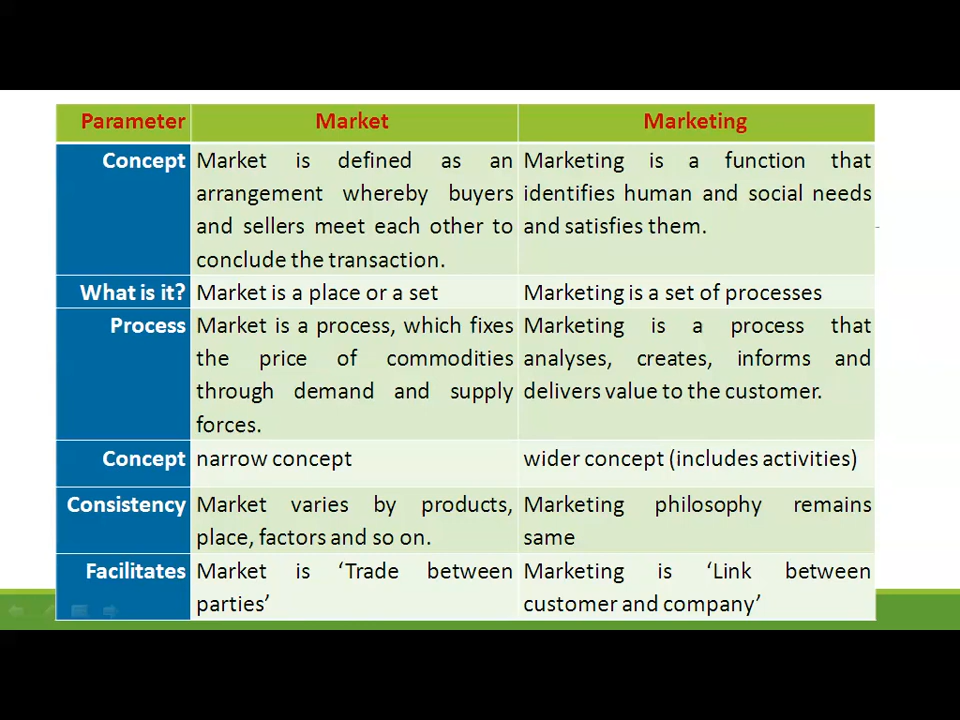 Parameter Market Marketing
Concept Market is defined as an Marketing is a function that
arrangement whereby buyers identifies human and social needs
and sellers meet each other to and satisfies them.
conclude the transaction.
What is it? Market is a place or a set Marketing is a set of processes
Process Market is a process, which fixes Marketing is a process that
the price of commodities analyses, creates, informs and
through demand and supply delivers value to the customer.
forces.
Concept narrow concept wider concept (includes activities)
Consistency Market varies by products, Marketing philosophy remains
place, factors and so on. same
Facilitates Market is ‘Trade between Marketing is ‘Link between
parties’ customer and company’